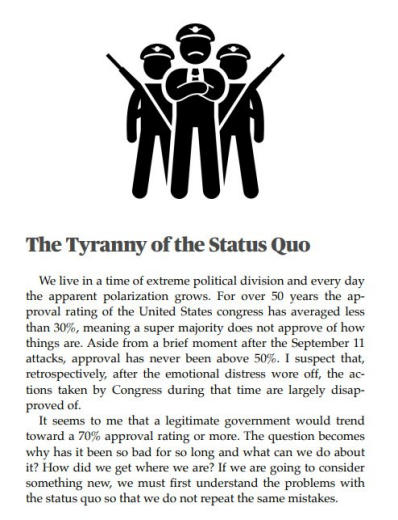 The Tyranny of the Status Quo
We live in a time of extreme political division and every day
the apparent polarization grows. For over 50 years the ap-
proval rating of the United States congress has averaged less
than 30%, meaning a super majority does not approve of how
things are. Aside from a brief moment after the September 11
attacks, approval has never been above 50%. I suspect that,
retrospectively, after the emotional distress wore off, the ac-
tions taken by Congress during that time are largely disap-
proved of.
It seems to me that a legitimate government would trend
toward a 70% approval rating or more. The question becomes
why has it been so bad for so long and what can we do about
it? How did we get where we are? If we are going to consider
something new, we must first understand the problems with
the status quo so that we do not repeat the same mistakes.